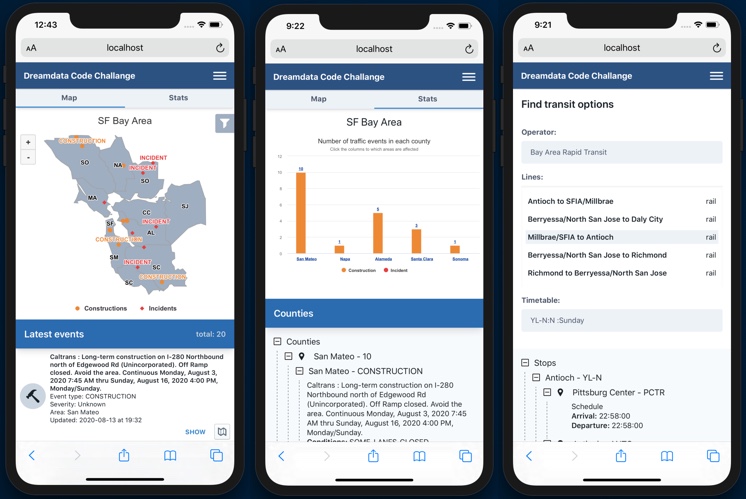 12:43
AA
localhost
Dreamdata Code Challange
Map
Stats
SF Bay Area
+
-
CONSTRUCTION
SO
NA
INCIDENT
INCIDENT
SO
MA
SJ
CC
SF
INCIDENT
AL
CONSTRUCTION
SM
INCIDENT
SC
CONSTRUCTION
SC
Constructions
Incidents
Latest events
total: 20
Caltrans : Long-term construction on I-280 Northbound
north of Edgewood Rd (Unincorporated). Off Ramp
closed. Avoid the area. Continuous Monday, August 3,
2020 7:45 AM thru Sunday, August 16, 2020 4:00 PM,
Monday/Sunday.
Event type: CONSTRUCTION
Severity: Unknown
Area: San Mateo
Updated: 2020-08-13 at 19:32
SHOW
9:22
AA
localhost
Dreamdata Code Challange
Map
Stats
SF Bay Area
Number of traffic events in each county
Click the columns to which areas are affected
12
10
8
6
4
2
0
10
1
5
3
1
San Mateo
Napa
Alameda
Santa Clara
Sonoma
Construction
Incident
Counties
Counties
San Mateo - 10
San Mateo - CONSTRUCTION
Caltrans : Long-term construction on I-280
Northbound north of Edgewood Rd
(Unincorporated). Off Ramp closed. Avoid the
area. Continuous Monday, August 3, 2020 7:45
AM thru Sunday, August 16, 2020 4:00 PM,
Monday/Sunday.
Conditions: SOME LANES CLOSED
9:21
AA
localhost
Dreamdata Code Challange
Find transit options
Operator:
Bay Area Rapid Transit
Lines:
Antioch to SFIA/Millbrae rail
Berryessa/North San Jose to Daly City rail
Millbrae/SFIA to Antioch rail
Berryessa/North San Jose to Richmond rail
Richmond to Berryessa/North San Jose rail
Timetable:
YL-N:N :Sunday
Stops
Antioch - YL-N
Pittsburg Center - PCTR
Schedule
Arrival: 22:58:00
Departure: 22:58:00